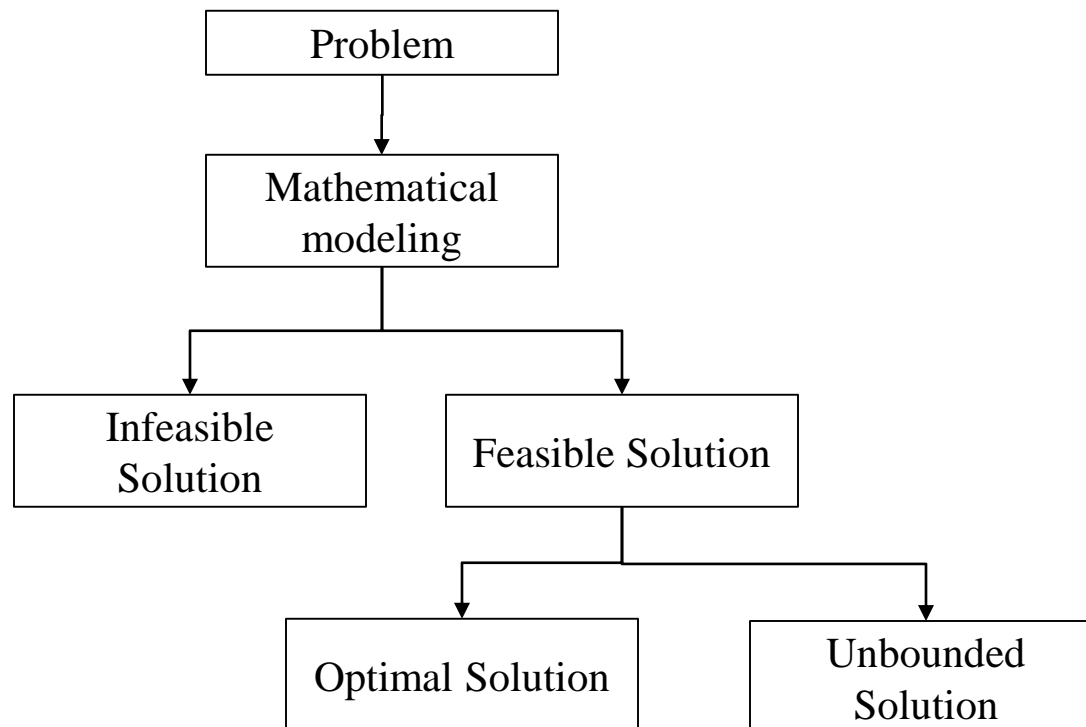 Problem
Mathematical
modeling
Infeasible
Solution
Feasible Solution
Optimal Solution
Unbounded
Solution